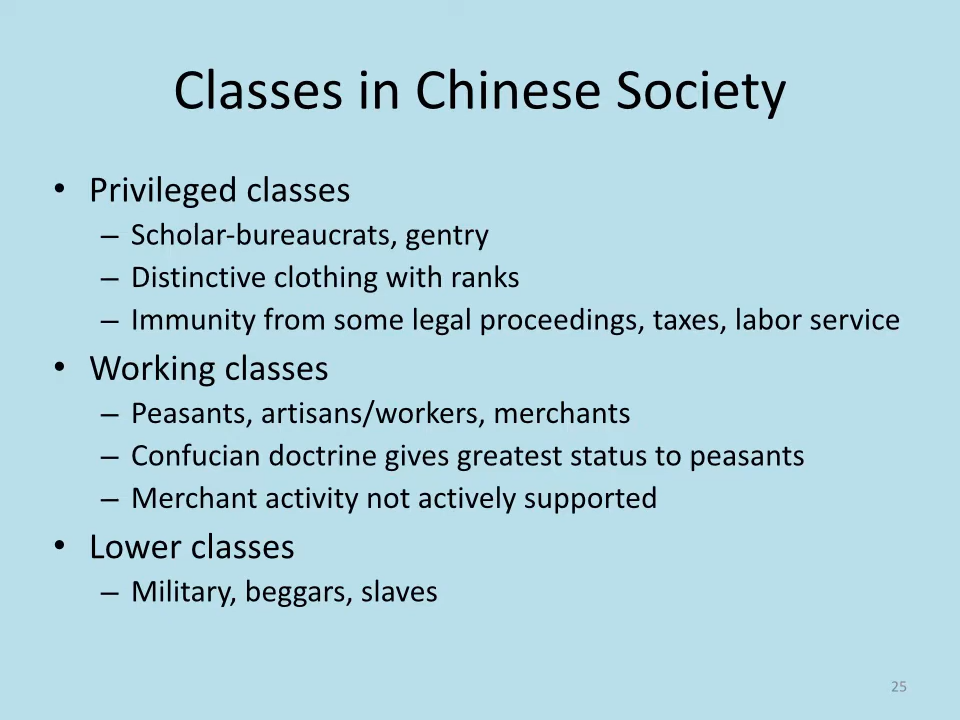 Classes in Chinese Society
• Privileged classes
– Scholar-bureaucrats, gentry
– Distinctive clothing with ranks
– Immunity from some legal proceedings, taxes, labor service
• Working classes
– Peasants, artisans/workers, merchants
– Confucian doctrine gives greatest status to peasants
– Merchant activity not actively supported
• Lower classes
– Military, beggars, slaves
25